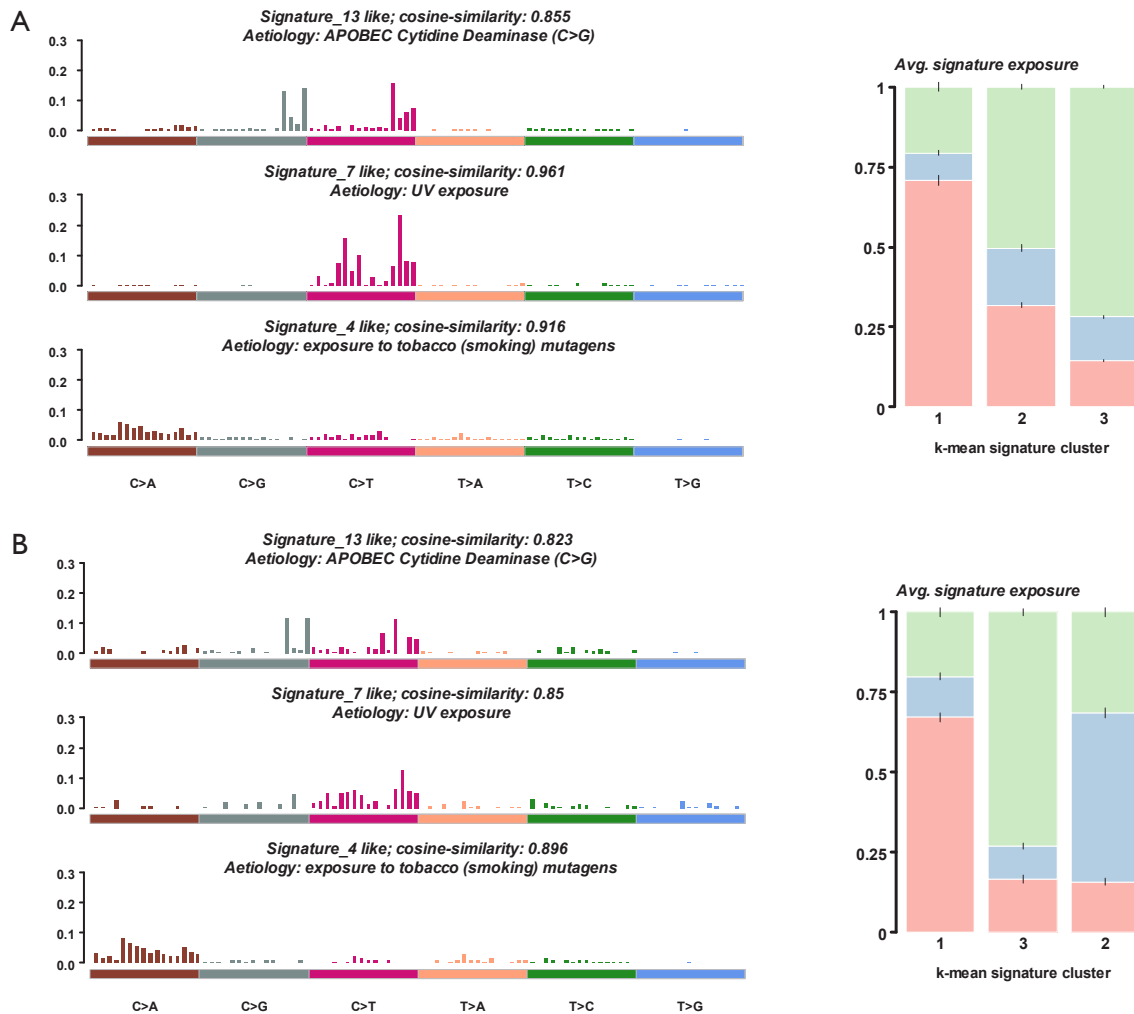 A
Signature_13 like; cosine-similarity: 0.855
Aetiology: APOBEC Cytidine Deaminase (C>G)
0.3
0.2
0.1
0.0
Signature_7 like; cosine-similarity: 0.961
Aetiology: UV exposure
0.3
0.2
0.1
0.0
Signature_4 like; cosine-similarity: 0.916
Aetiology: exposure to tobacco (smoking) mutagens
0.3
0.2
0.1
0.0
C>A C>G C>T T>A T>C T>G
Avg. signature exposure
1
0.75
0.5
0.25
0
1 2 3
k-mean signature cluster
B
Signature_13 like; cosine-similarity: 0.823
Aetiology: APOBEC Cytidine Deaminase (C>G)
0.3
0.2
0.1
0.0
Signature_7 like; cosine-similarity: 0.85
Aetiology: UV exposure
0.3
0.2
0.1
0.0
Signature_4 like; cosine-similarity: 0.896
Aetiology: exposure to tobacco (smoking) mutagens
0.3
0.2
0.1
0.0
C>A C>G C>T T>A T>C T>G
Avg. signature exposure
1
0.75
0.5
0.25
0
1 3 2
k-mean signature cluster